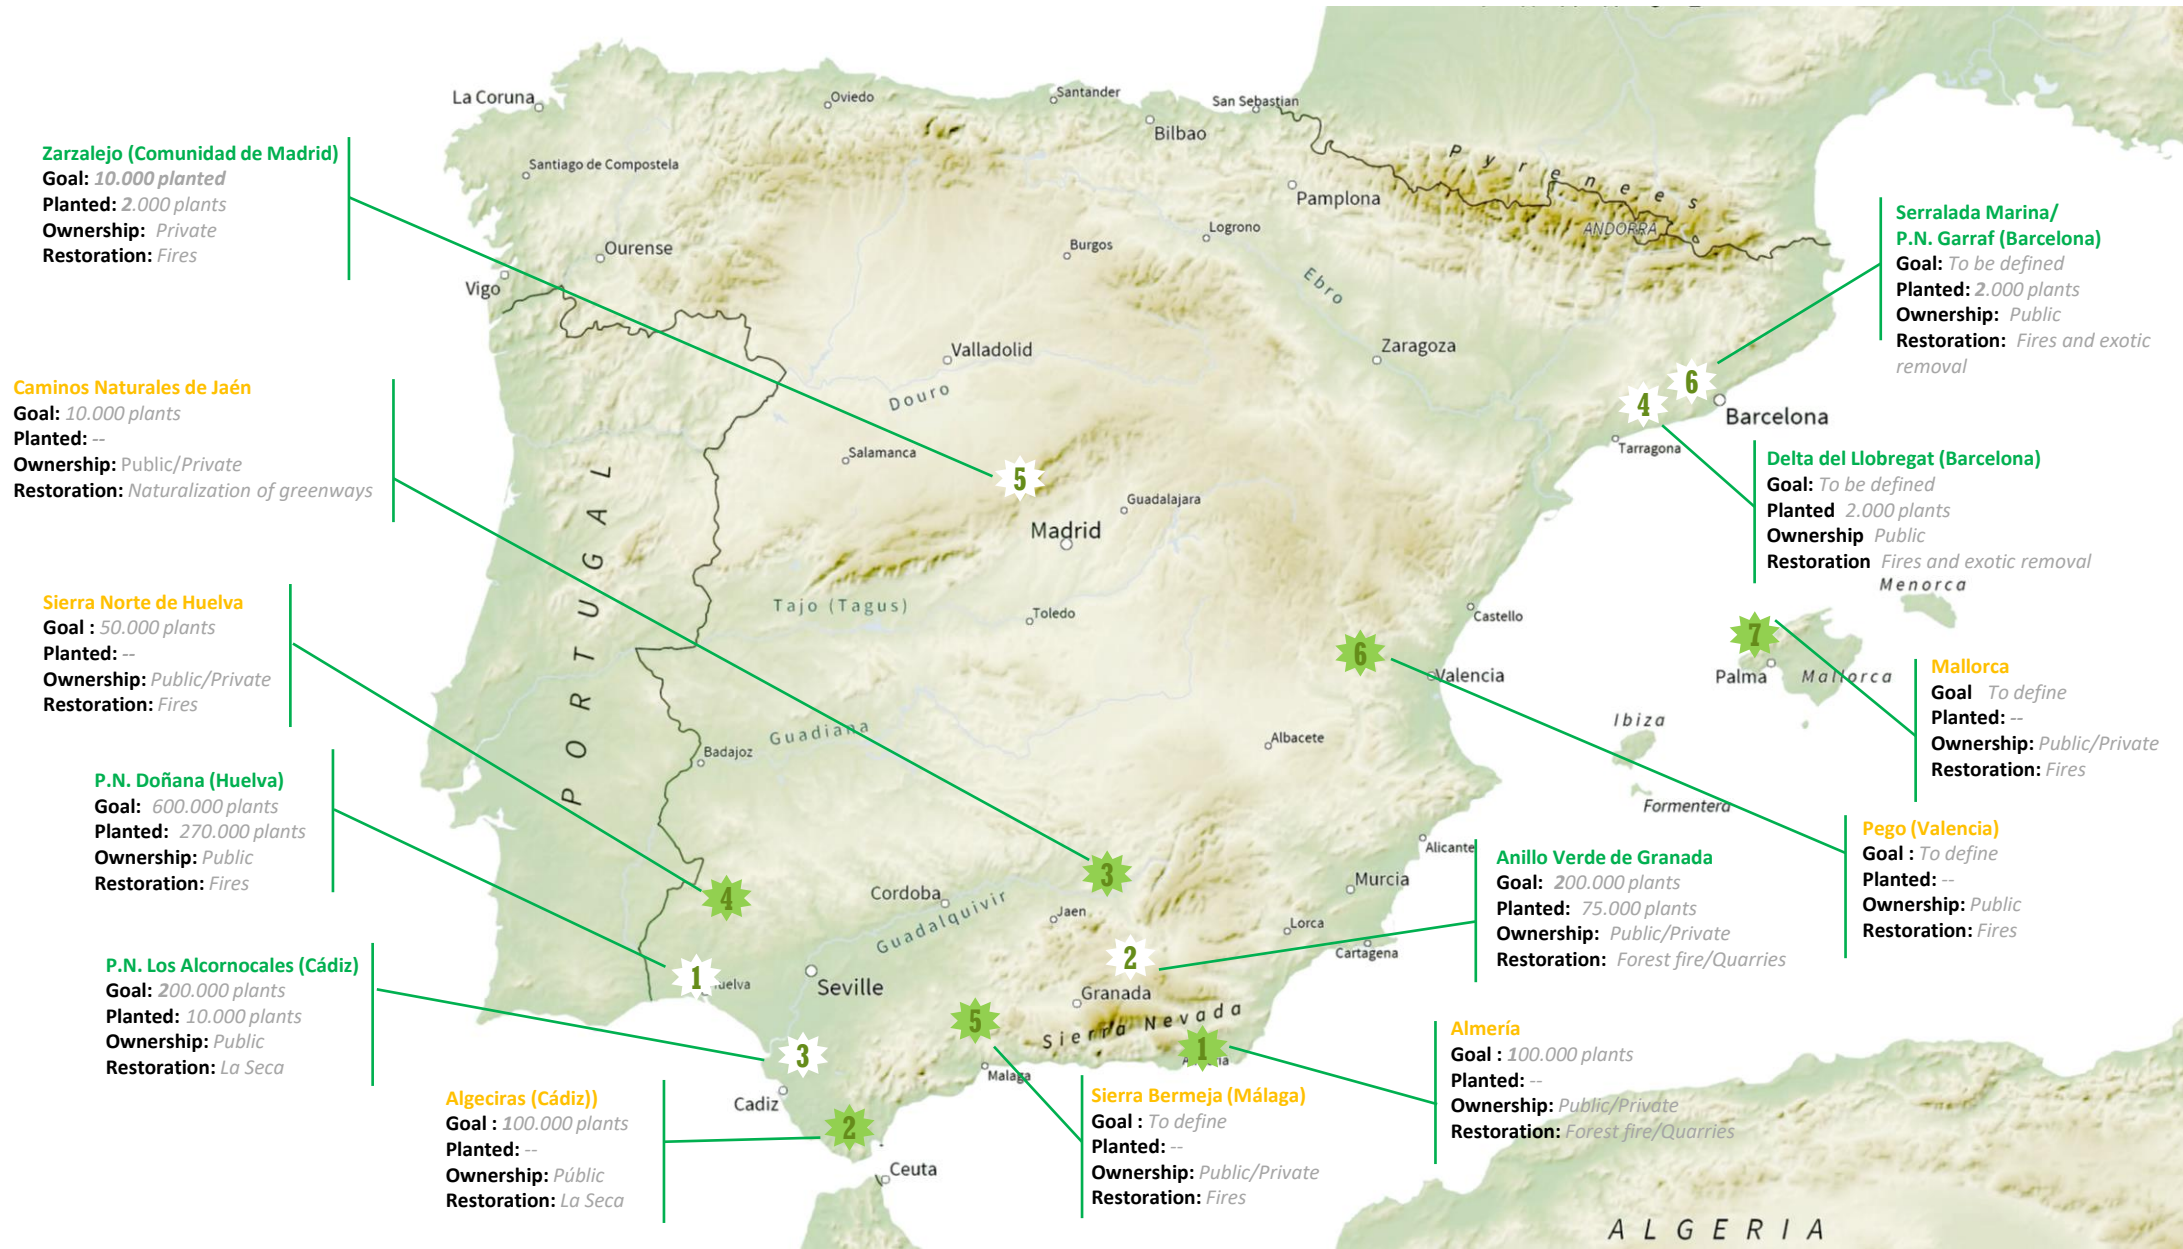 La Coruna
Oviedo
Santander
San Sebastian
Bilbao
Santiago de Compostela
Pamplona
Pyrenees
ANDORRA
Logrono
Burgos
Ourense
Vigo
Ebro
Zaragoza
Valladolid
Douro
Salamanca
Barcelona
Tarragona
Guadalajara
Madrid
Tajo (Tagus)
Toledo
Castello
Valencia
Menorca
Palma
Mallorca
Ibiza
Formentera
PORTUGAL
Badajoz
Guadiana
Albacete
Alicante
Murcia
Lorca
Cartagena
Cordoba
Guadalquivir
Jaen
Seville
Granada
Sierra Nevada
Malaga
Cadiz
Ceuta
ALGERIA
Zarzalejo (Comunidad de Madrid)
Goal: 10.000 planted
Planted: 2.000 plants
Ownership: Private
Restoration: Fires
Caminos Naturales de Jaén
Goal: 10.000 plants
Planted: --
Ownership: Public/Private
Restoration: Naturalization of greenways
Sierra Norte de Huelva
Goal : 50.000 plants
Planted: --
Ownership: Public/Private
Restoration: Fires
P.N. Doñana (Huelva)
Goal: 600.000 plants
Planted: 270.000 plants
Ownership: Public
Restoration: Fires
P.N. Los Alcornocales (Cádiz)
Goal: 200.000 plants
Planted: 10.000 plants
Ownership: Public
Restoration: La Seca
Algeciras (Cádiz))
Goal : 100.000 plants
Planted: --
Ownership: Públic
Restoration: La Seca
Sierra Bermeja (Málaga)
Goal : To define
Planted: --
Ownership: Public/Private
Restoration: Fires
Almería
Goal : 100.000 plants
Planted: --
Ownership: Public/Private
Restoration: Forest fire/Quarries
Anillo Verde de Granada
Goal: 200.000 plants
Planted: 75.000 plants
Ownership: Public/Private
Restoration: Forest fire/Quarries
Pego (Valencia)
Goal : To define
Planted: --
Ownership: Public
Restoration: Fires
Mallorca
Goal To define
Planted: --
Ownership: Public/Private
Restoration: Fires
Delta del Llobregat (Barcelona)
Goal: To be defined
Planted 2.000 plants
Ownership Public
Restoration Fires and exotic removal
Serralada Marina/
P.N. Garraf (Barcelona)
Goal: To be defined
Planted: 2.000 plants
Ownership: Public
Restoration: Fires and exotic
removal
6
4
5
7
6
3
4
2
1
5
3
1
2